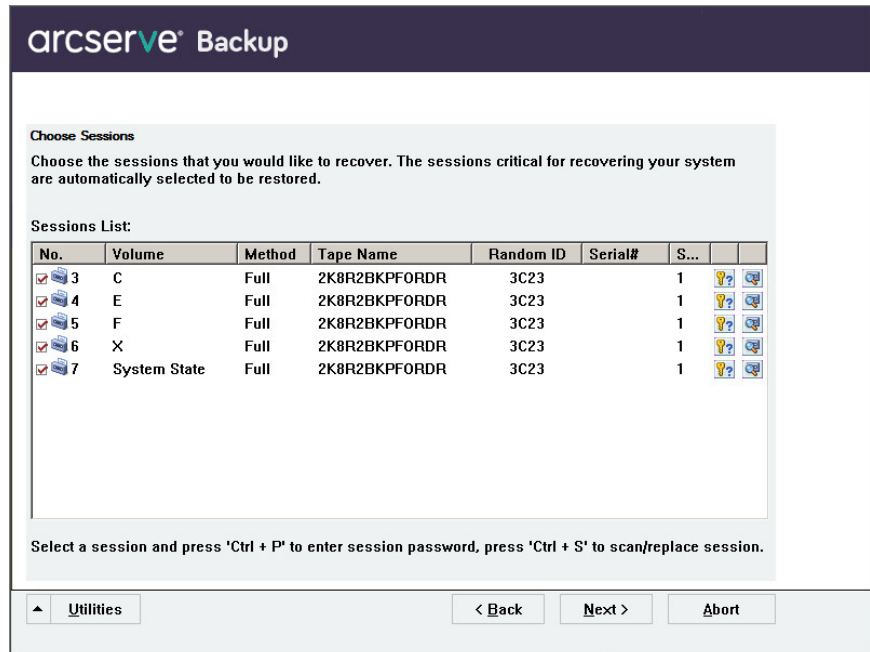 arcserve Backup
Choose Sessions
Choose the sessions that you would like to recover. The sessions critical for recovering your system
are automatically selected to be restored.
Sessions List:
No. Volume Method Tape Name Random ID Serial# S...
3 C Full 2K8R2BKPFORDR 3C23 1
4 E Full 2K8R2BKPFORDR 3C23 1
5 F Full 2K8R2BKPFORDR 3C23 1
6 X Full 2K8R2BKPFORDR 3C23 1
7 System State Full 2K8R2BKPFORDR 3C23 1
Select a session and press 'Ctrl + P' to enter session password, press 'Ctrl + S' to scan/replace session.
Utilities < Back Next > Abort